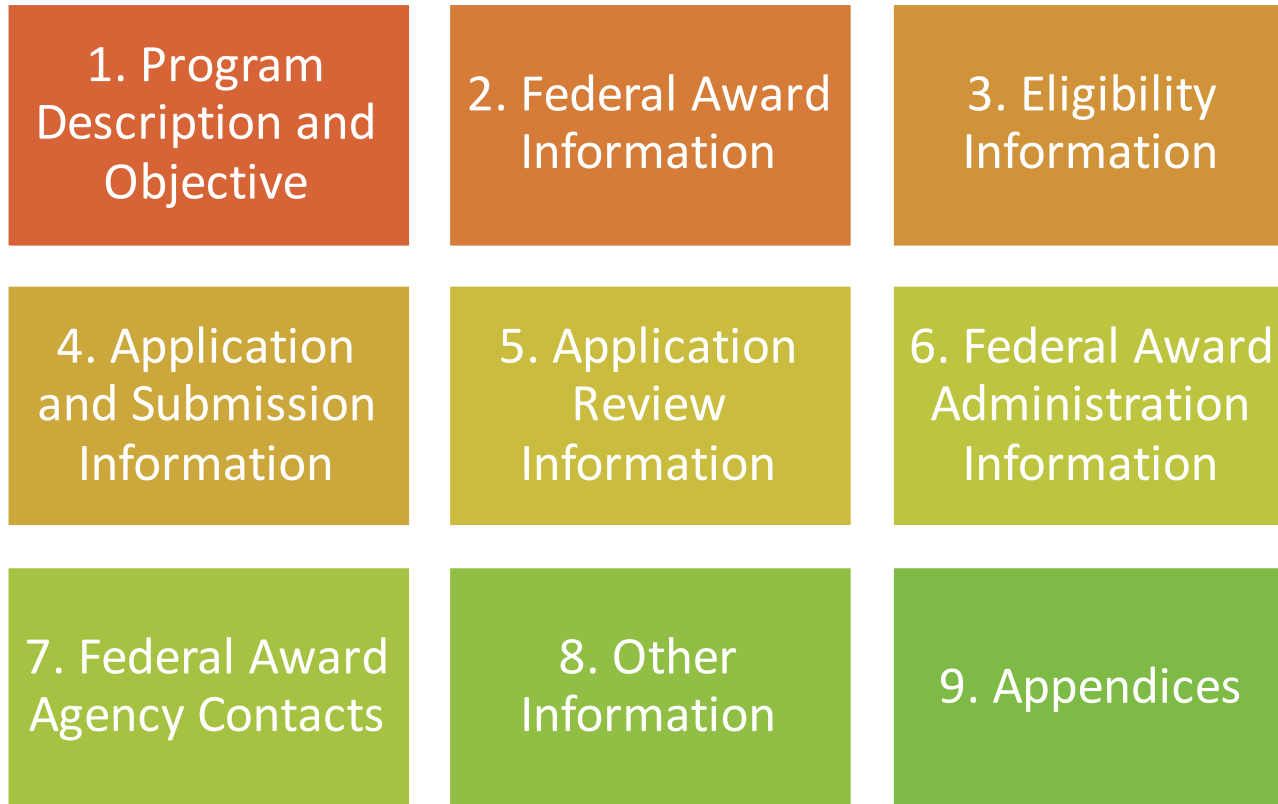 1. Program
Description and
Objective
2. Federal Award
Information
3. Eligibility
Information
4. Application
and Submission
Information
5. Application
Review
Information
6. Federal Award
Administration
Information
7. Federal Award
Agency Contacts
8. Other
Information
9. Appendices